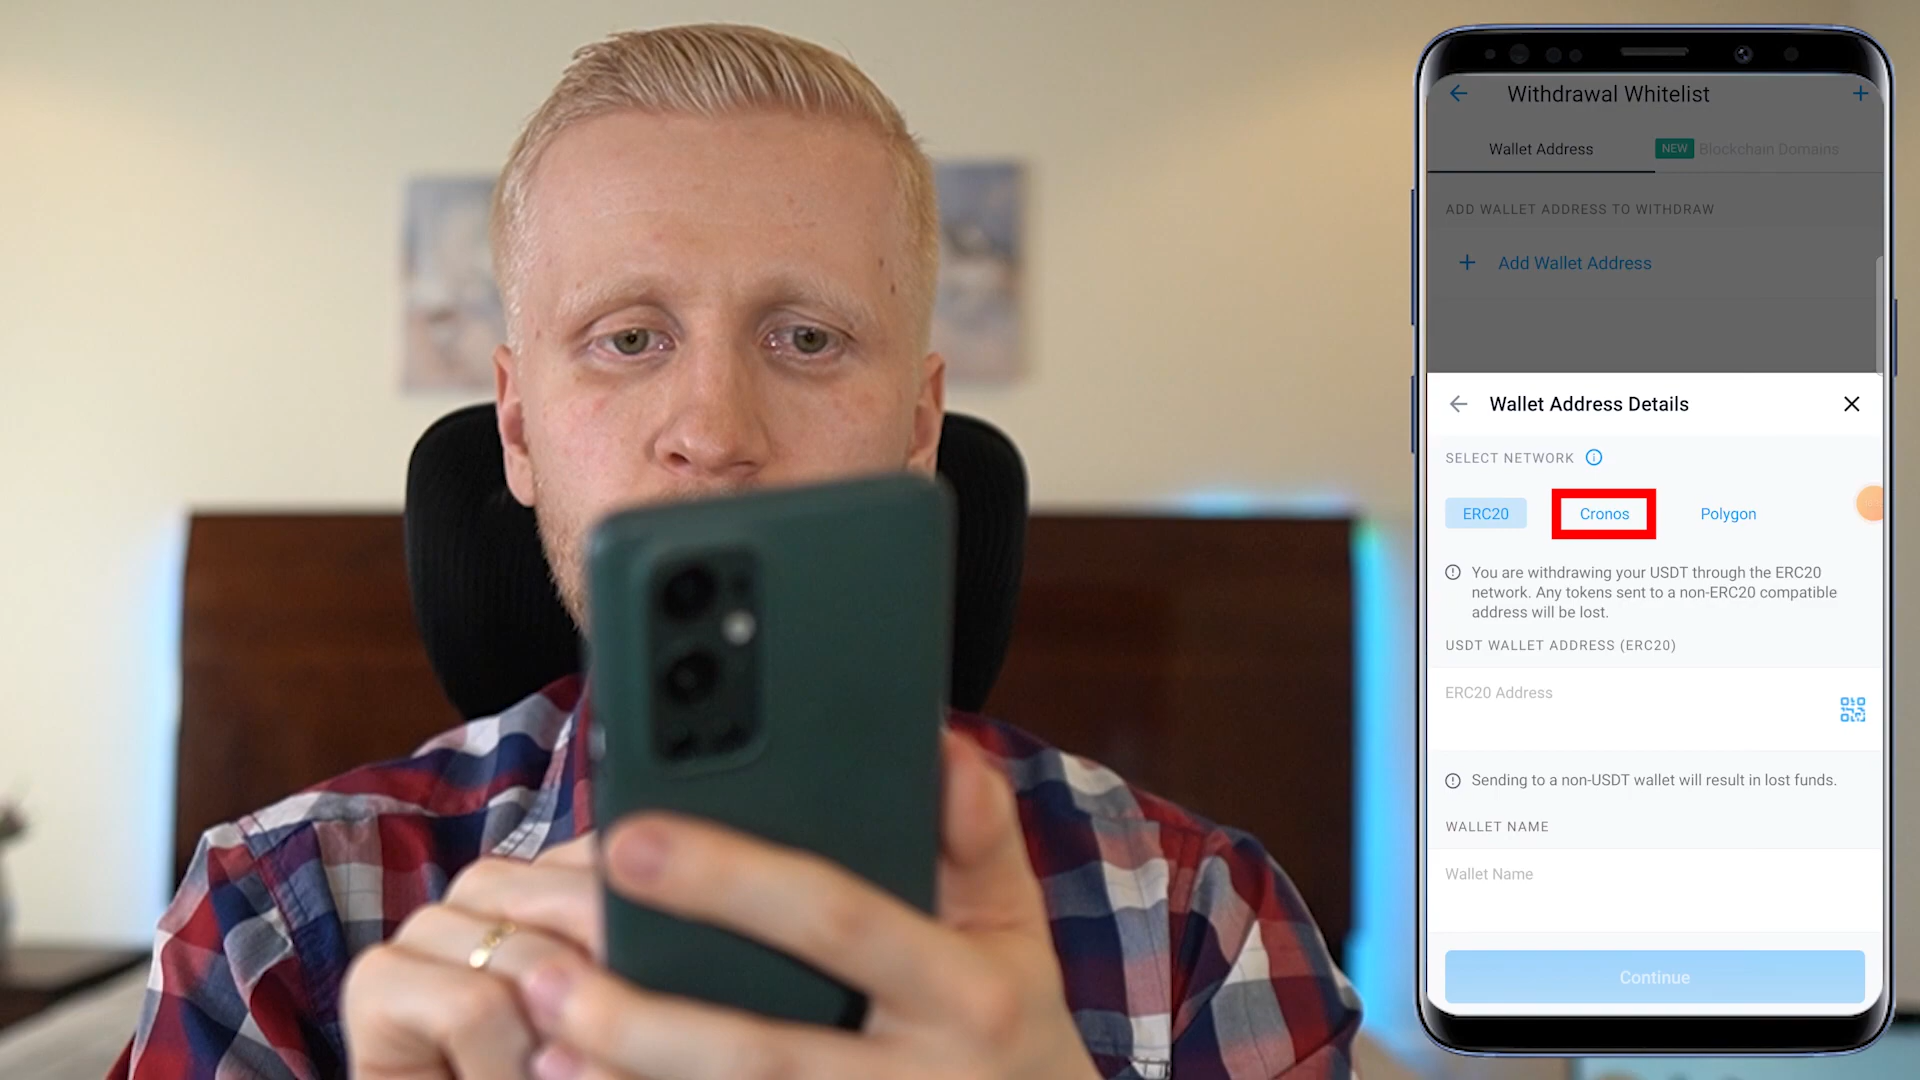 Withdrawal Whitelist
Wallet Address
NEW Blockchain Domains
ADD WALLET ADDRESS TO WITHDRAW
Add Wallet Address
Wallet Address Details
SELECT NETWORK
ERC20
Cronos
Polygon
You are withdrawing your USDT through the ERC20
network. Any tokens sent to a non-ERC20 compatible
address will be lost.
USDT WALLET ADDRESS (ERC20)
ERC20 Address
Sending to a non-USDT wallet will result in lost funds.
WALLET NAME
Wallet Name
Continue